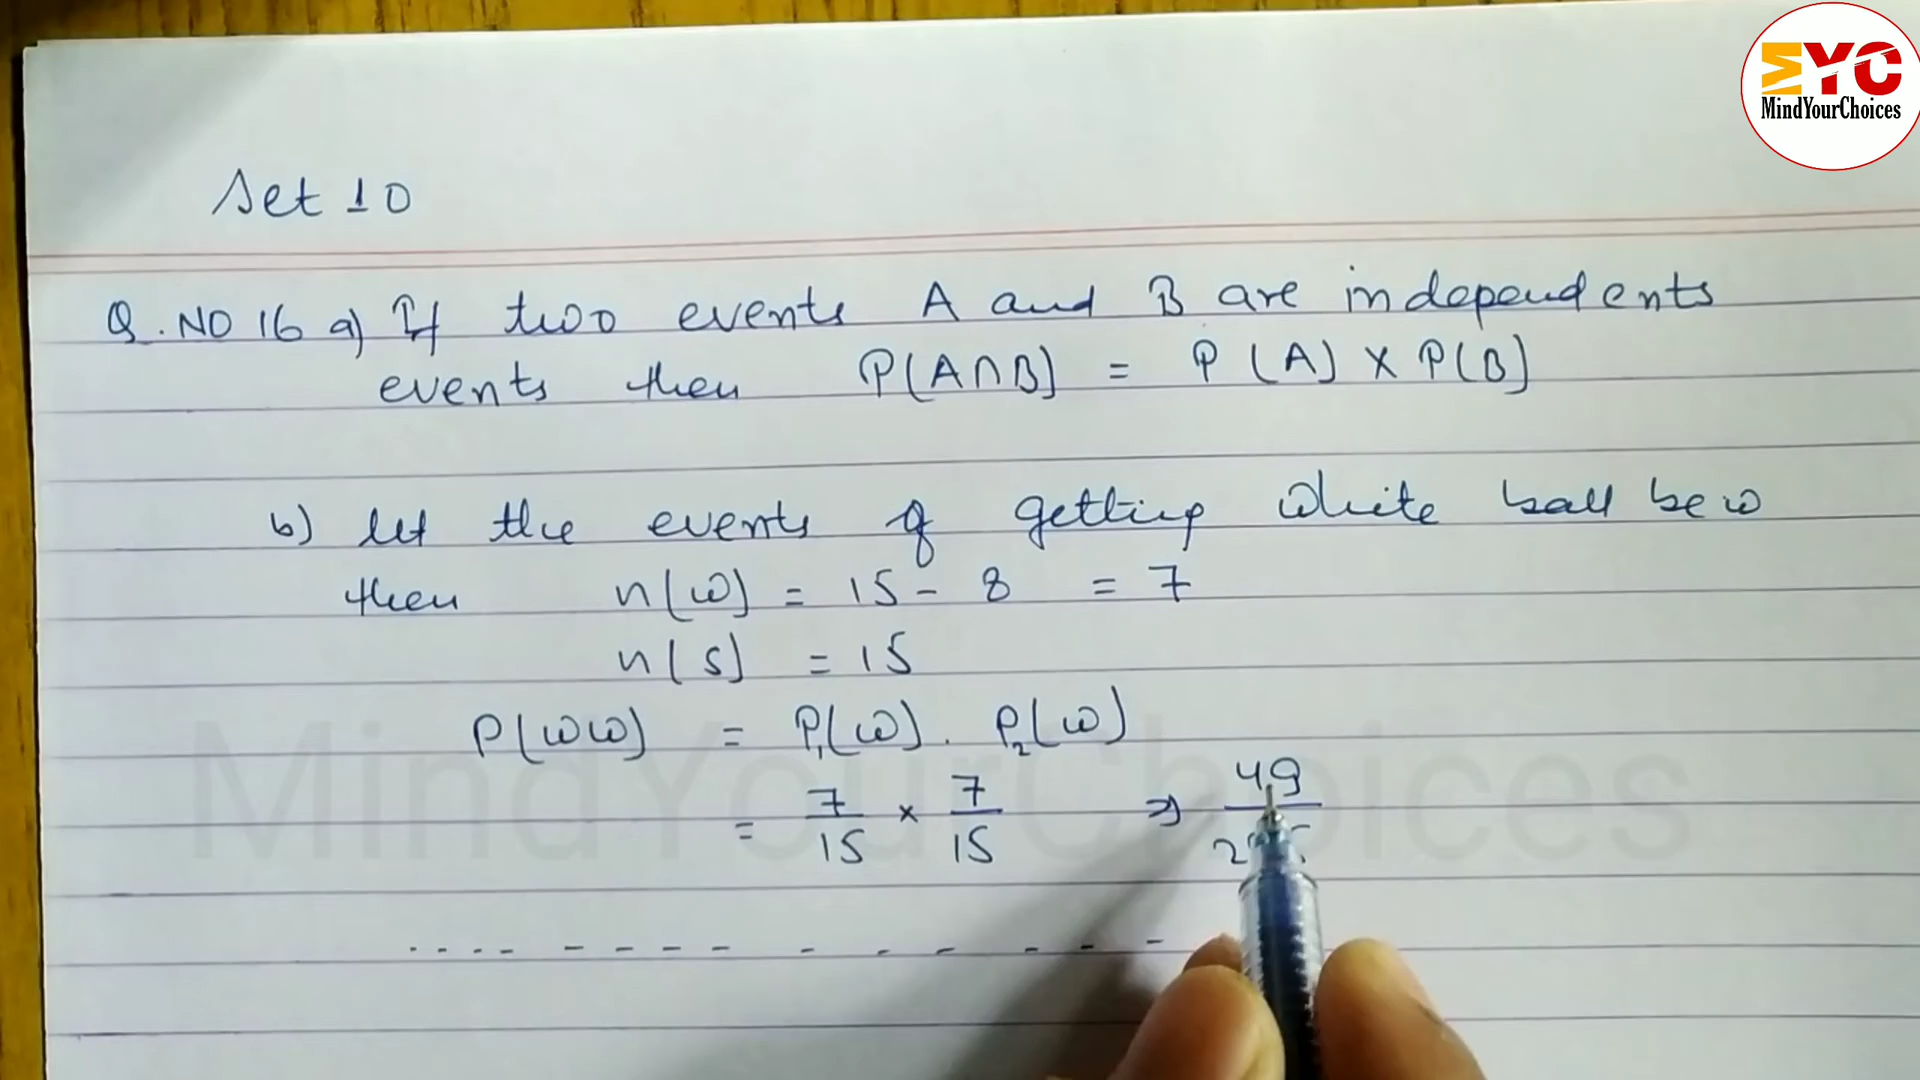 MYC
MindYourChoices
Set 10
Q. NO 16 a) If two events A and B are independents
events then P(A∩B) = P(A) × P(B)
b) let the events of getting white ball be w
then n(w) = 15 - 8 = 7
n(s) = 15
P(ww) = P₁(w) . P₂(w)
= 7/15 × 7/15 ⇒ 49/
MindYourChoices